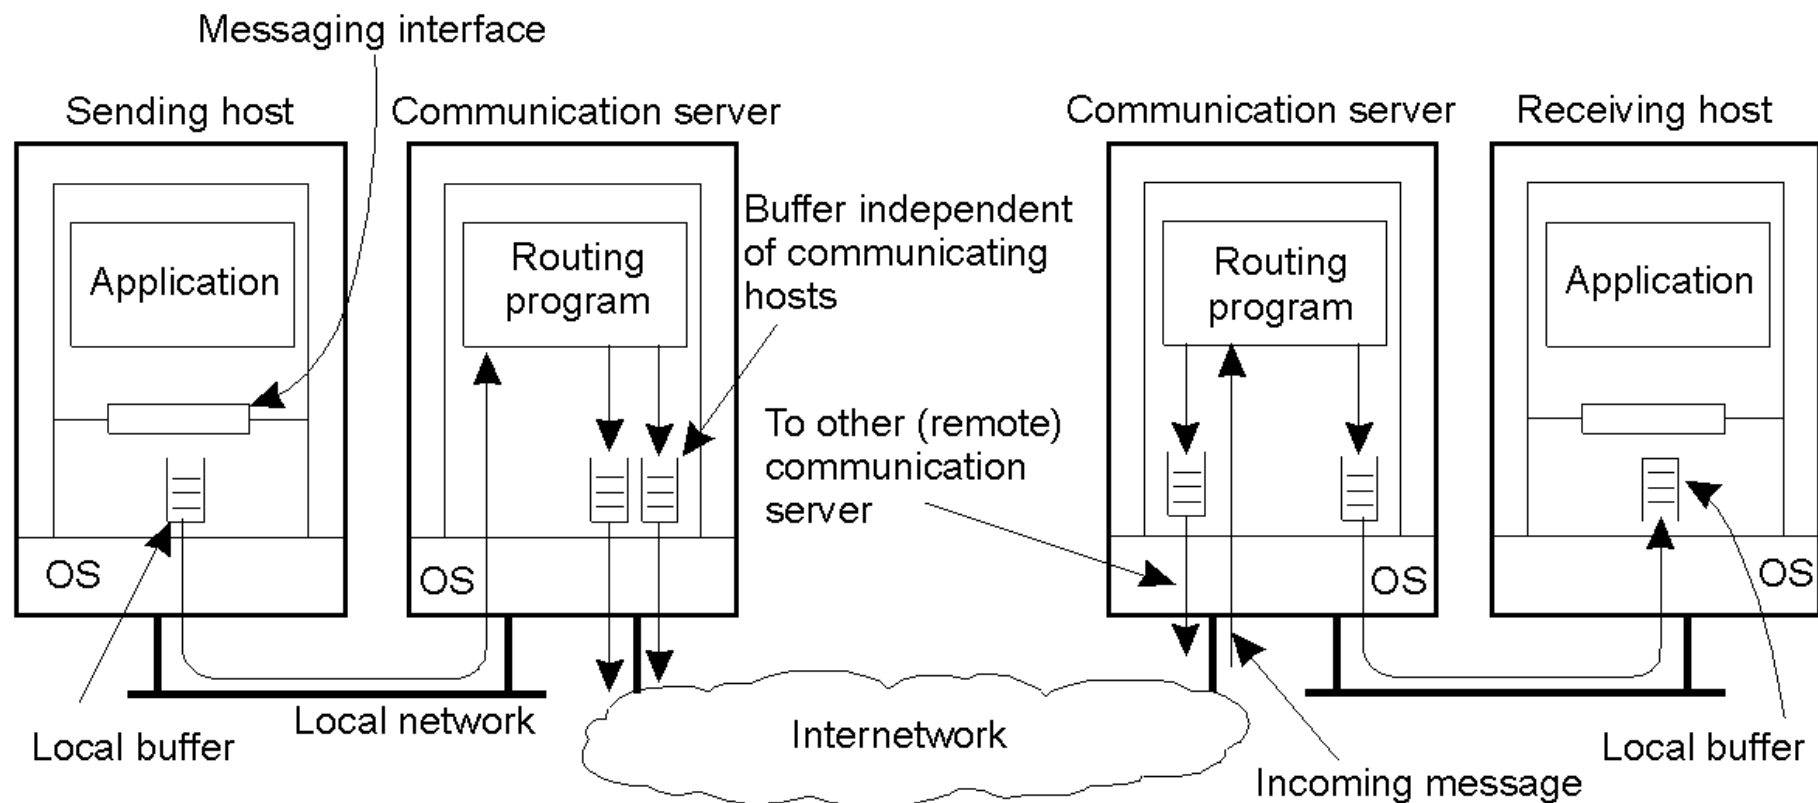 Messaging interface
Sending host
Communication server
Communication server
Receiving host
Application
Routing
program
Buffer independent
of communicating
hosts
Routing
program
Application
To other (remote)
communication
server
OS
OS
OS
OS
Local network
Local buffer
Internetwork
Incoming message
Local buffer